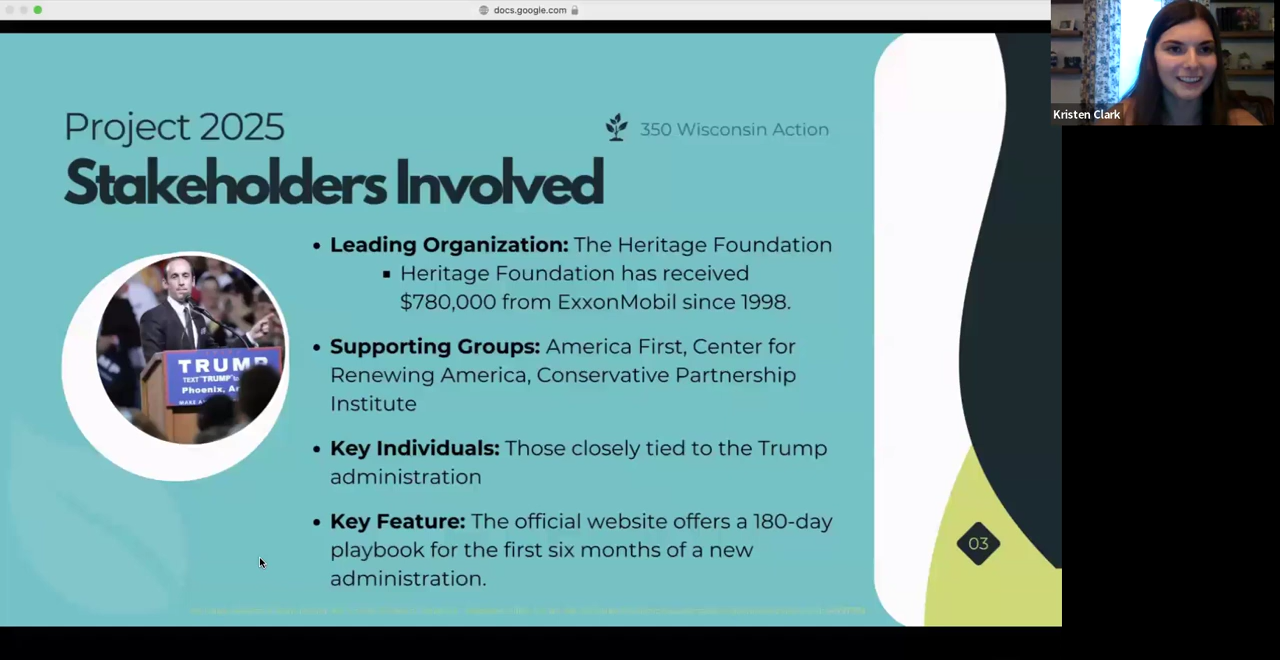 docs.google.com
Kristen Clark
Project 2025
350 Wisconsin Action
Stakeholders Involved
• Leading Organization: The Heritage Foundation
▪ Heritage Foundation has received
$780,000 from ExxonMobil since 1998.
• Supporting Groups: America First, Center for
Renewing America, Conservative Partnership
Institute
• Key Individuals: Those closely tied to the Trump
administration
• Key Feature: The official website offers a 180-day
playbook for the first six months of a new
administration.
TRUMP
TEXT "TRUMP"
Phoenix,
03